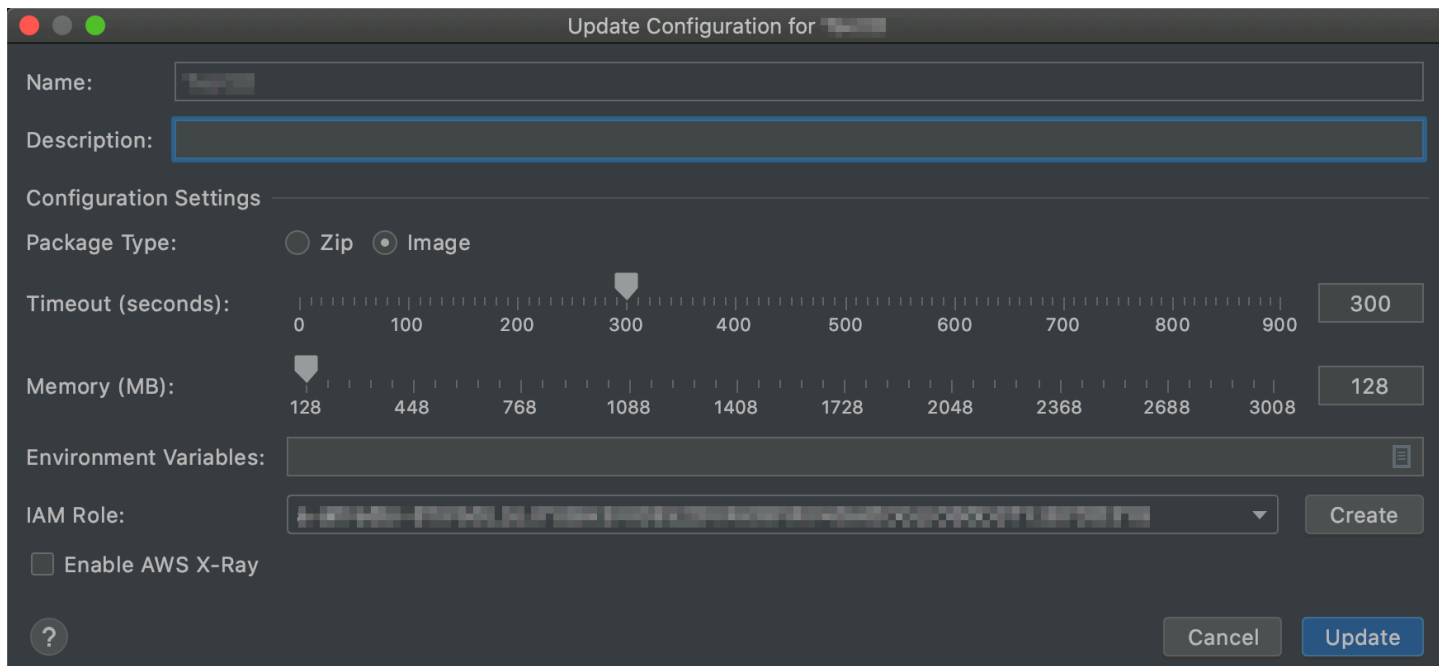 Update Configuration for
Name:
Description:
Configuration Settings
Package Type: Zip Image
Timeout (seconds): 300
0 100 200 300 400 500 600 700 800 900
Memory (MB): 128
128 448 768 1088 1408 1728 2048 2368 2688 3008
Environment Variables:
IAM Role: Create
Enable AWS X-Ray
? Cancel Update